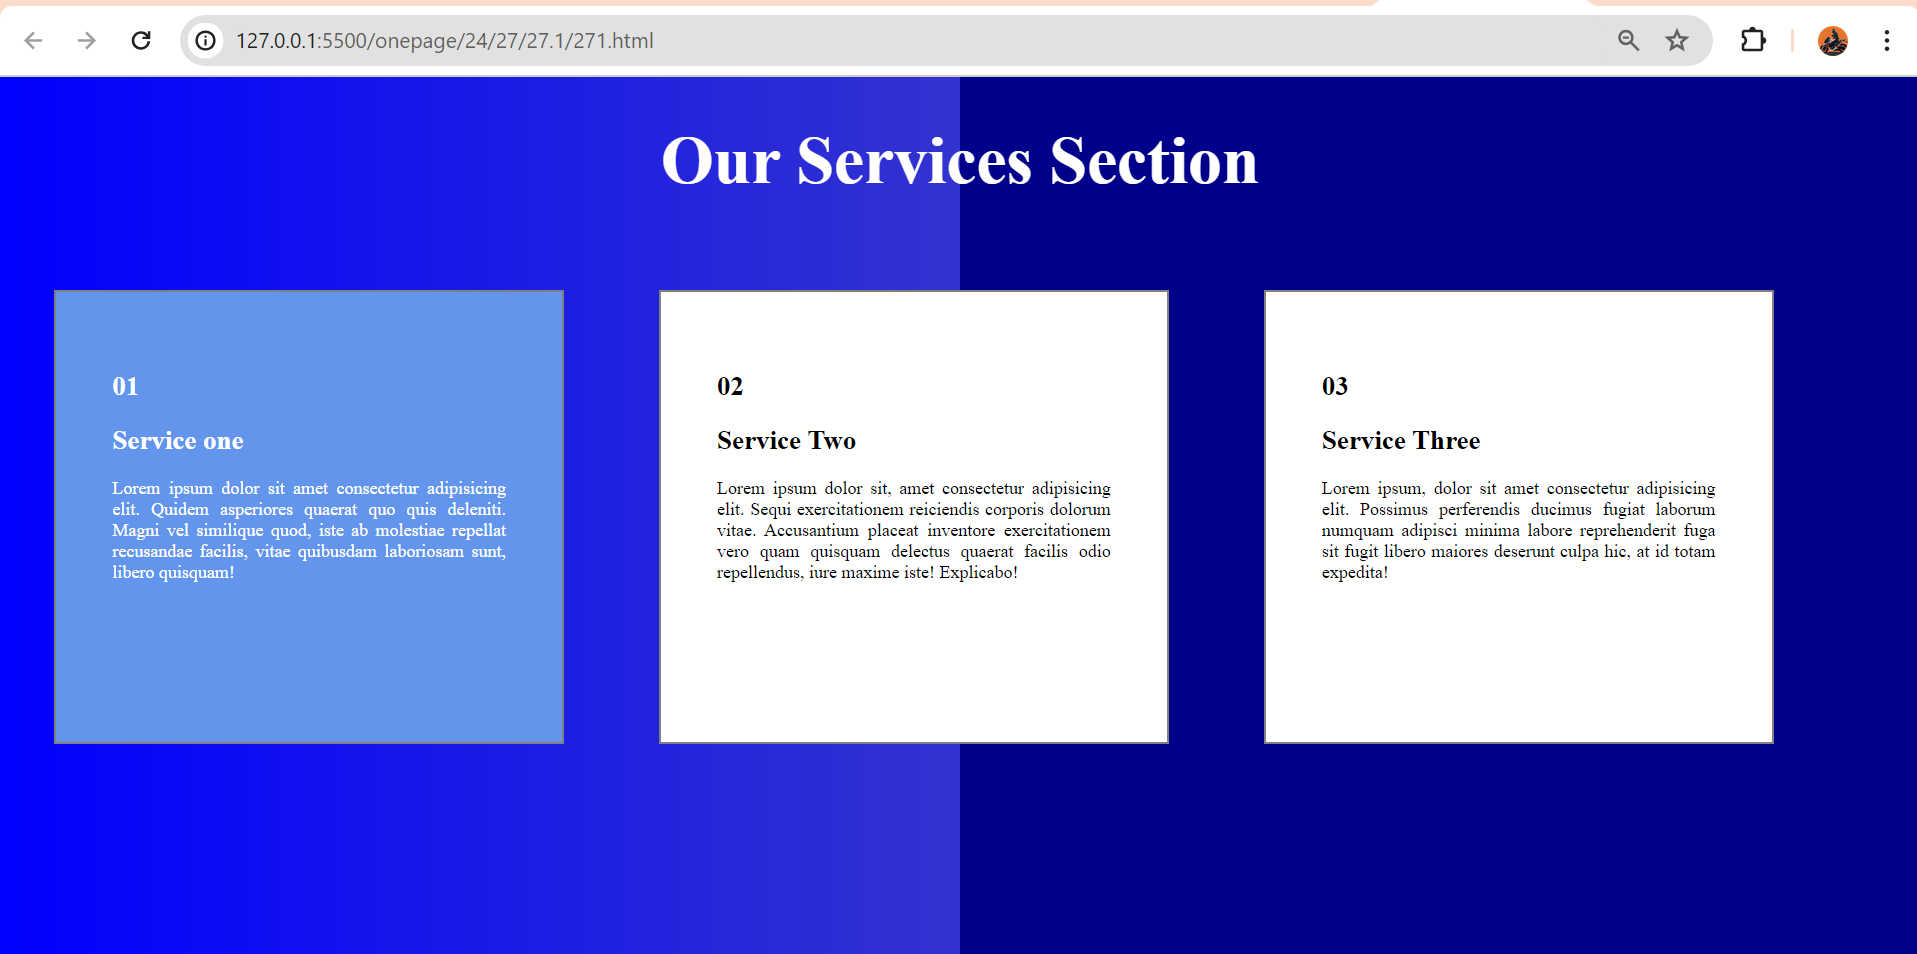 127.0.0.1:5500/onepage/24/27/27.1/271.html
Our Services Section
01
Service one
Lorem ipsum dolor sit amet consectetur adipisicing
elit. Quidem asperiores quaerat quo quis deleniti.
Magni vel similique quod, iste ab molestiae repellat
recusandae facilis, vitae quibusdam laboriosam sunt,
libero quisquam!
02
Service Two
Lorem ipsum dolor sit, amet consectetur adipisicing
elit. Sequi exercitationem reiciendis corporis dolorum
vitae. Accusantium placeat inventore exercitationem
vero quam quisquam delectus quaerat facilis odio
repellendus, iure maxime iste! Explicabo!
03
Service Three
Lorem ipsum, dolor sit amet consectetur adipisicing
elit. Possimus perferendis ducimus fugiat laborum
numquam adipisci minima labore reprehenderit fuga
sit fugit libero maiores deserunt culpa hic, at id totam
expedita!